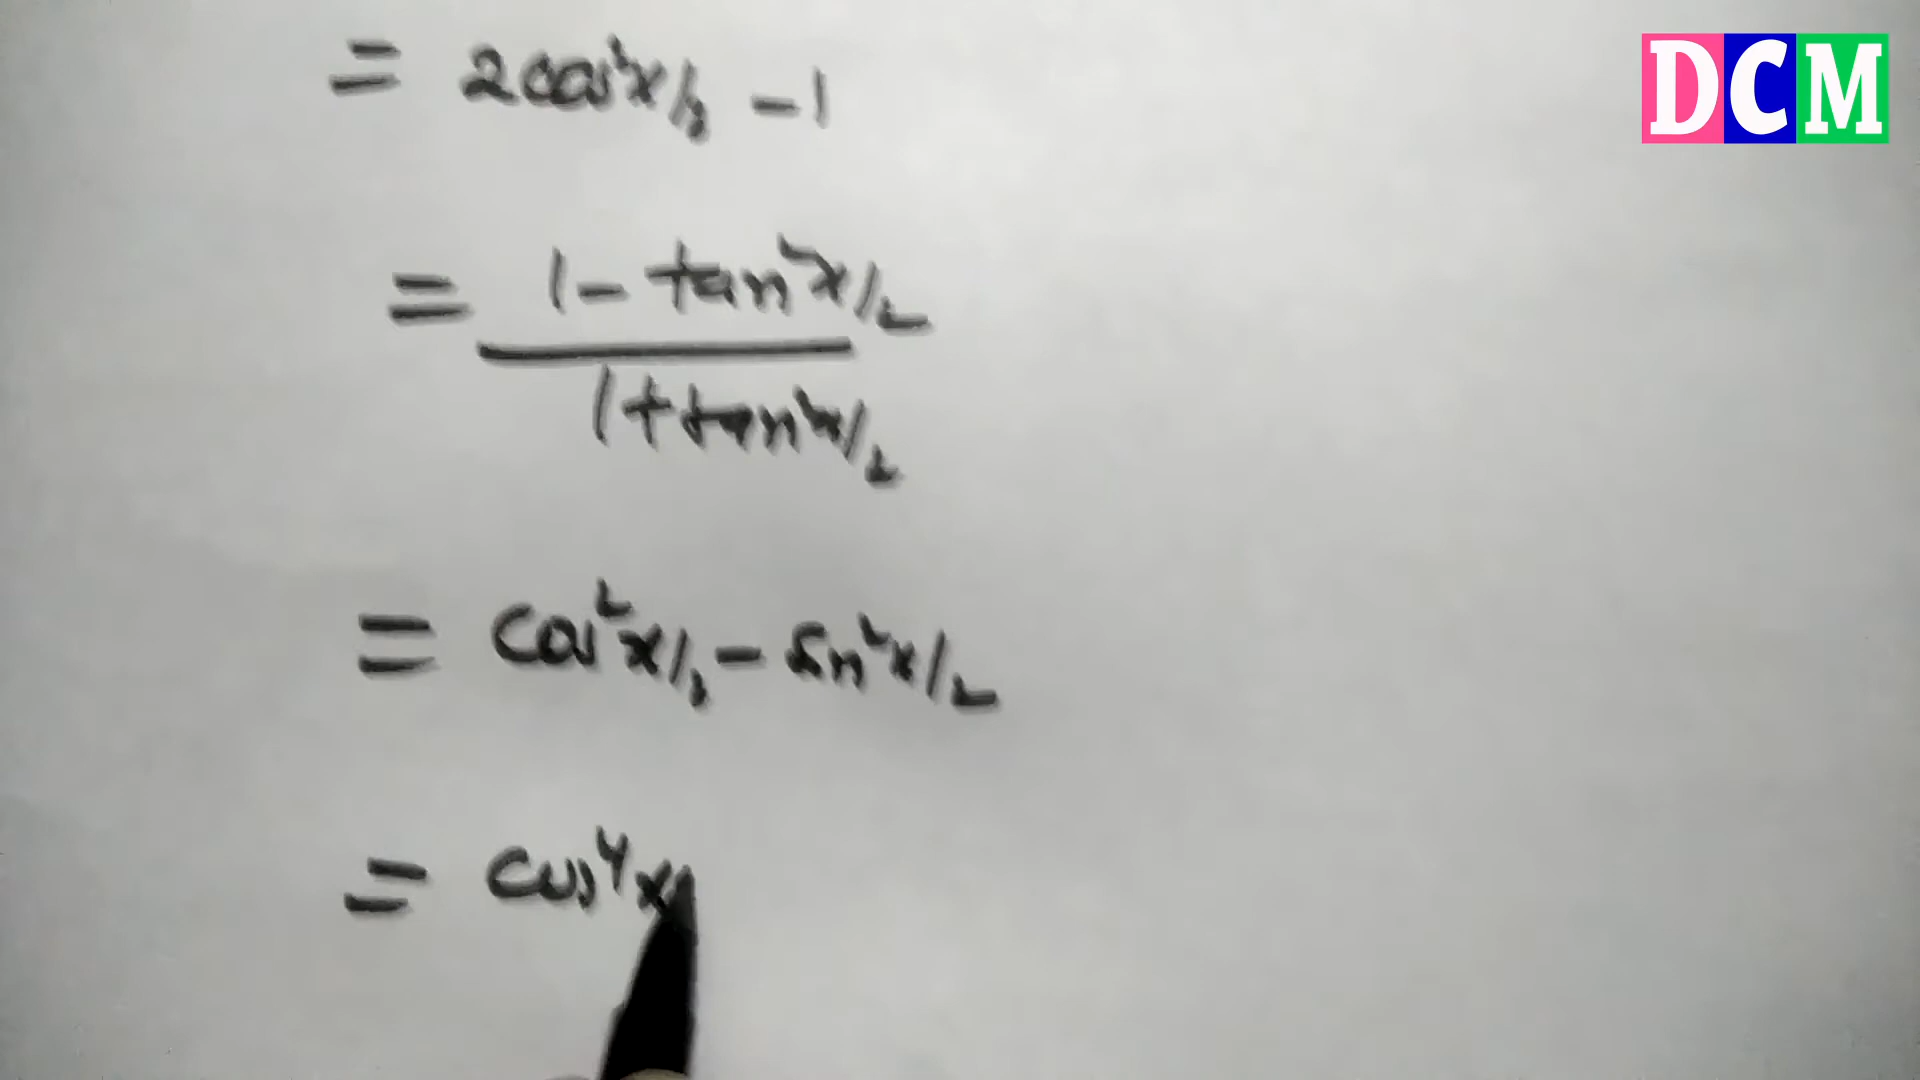 DCM
= 2cos²x/2 - 1
= 1 - tan²x/2
1 + tan²x/2
= cos²x/2 - sin²x/2
= cos⁴x